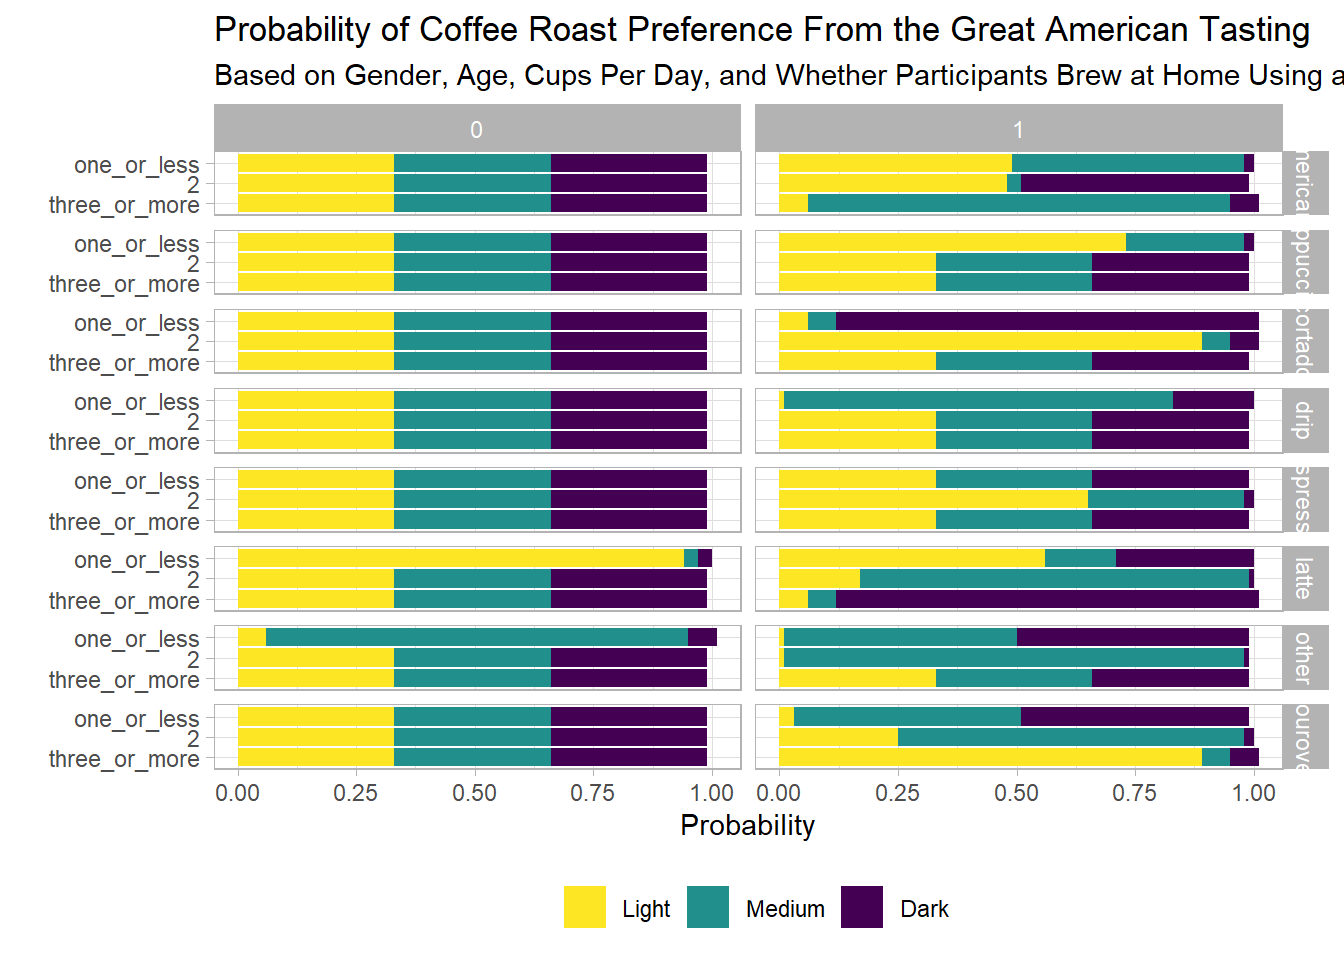 Probability of Coffee Roast Preference From the Great American Tasting
Based on Gender, Age, Cups Per Day, and Whether Participants Brew at Home Using a
0 1
one_or_less
2
three_or_more
one_or_less
2
three_or_more
one_or_less
2
three_or_more
cortado
one_or_less
2
three_or_more
drip
one_or_less
2
three_or_more
spress
one_or_less
2
three_or_more
latte
one_or_less
2
three_or_more
other
one_or_less
2
three_or_more
ourove
0.00 0.25 0.50 0.75 1.00 0.00 0.25 0.50 0.75 1.00
Probability
Light Medium Dark